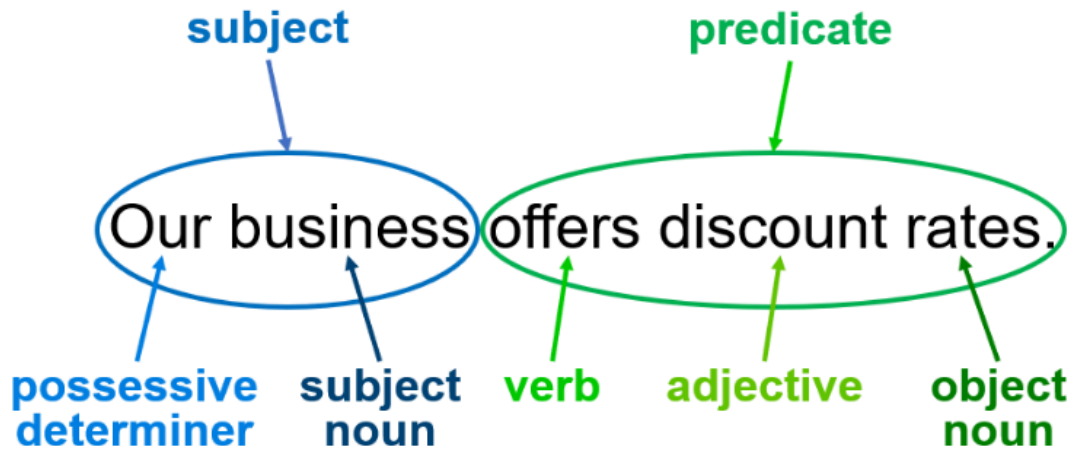 subject predicate
Our business offers discount rates.
possessive subject verb adjective object
determiner noun noun